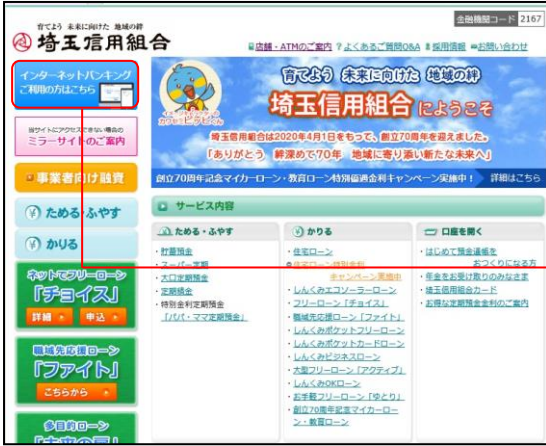 金融機関コード 2167
育てよう 未来に向けた 地域の絆
埼玉信用組合
店舗・ATMのご案内 ? よくあるご質問Q&A 採用情報 お問い合わせ
インターネットバンキング
ご利用の方はこちら
育てよう 未来に向けた 地域の絆
埼玉信用組合にようこそ
埼玉信用組合は2020年4月1日をもって、創立70周年を迎えました。
「ありがとう 絆深めて70年 地域に寄り添い新たな未来へ」
創立70周年記念マイカーローン・教育ローン特別優遇金利キャンペーン実施中! 詳細はこちら
当サイトにアクセスできない場合の
ミラーサイトのご案内
事業者向け融資
ためる・ふやす
かりる
ネットでフリーローン
「チョイス」
詳細 申込
職域先応援ローン
「ファイト」
こちらから
多目的ローン
サービス内容
ためる・ふやす
・貯蓄預金
・スーパー定期
・大口定期預金
・定期積金
・特別金利定期預金
「パパ・ママ定期預金」
かりる
・住宅ローン
キャンペーン実施中
・しんくみエコソーラーローン
・フリーローン「チョイス」
・職域先応援ローン「ファイト」
・しんくみポケットフリーローン
・しんくみポケットカードローン
・しんくみビジネスローン
・大型フリーローン「アクティブ」
・しんくみOKローン
・お手軽フリーローン「ゆとり」
・創立70周年記念マイカーロー
ン・教育ローン
口座を開く
・はじめて預金通帳を
おつくりになる方
・年金をお受け取りのみなさま
・埼玉信用組合カード
・お得な定期預金金利のご案内